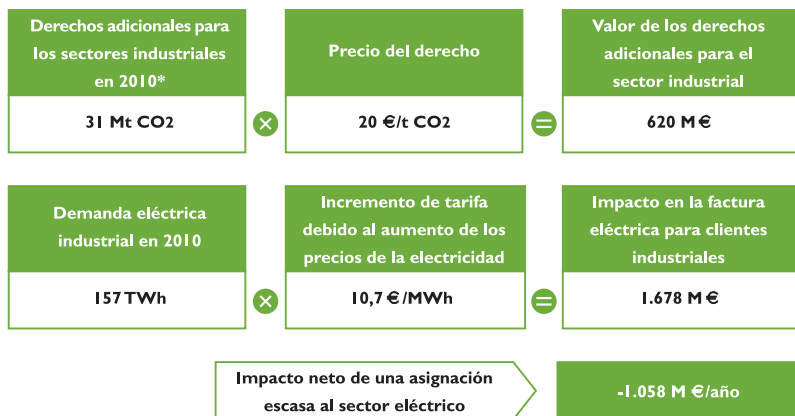 Derechos adicionales para
los sectores industriales
en 2010*
Precio del derecho
Valor de los derechos
adicionales para el
sector industrial
31 Mt CO2
×
20 €/t CO2
=
620 M €
Demanda eléctrica
industrial en 2010
Incremento de tarifa
debido al aumento de los
precios de la electricidad
Impacto en la factura
eléctrica para clientes
industriales
157 TWh
×
10,7 €/MWh
=
1.678 M €
Impacto neto de una asignación
escasa al sector eléctrico
-1.058 M €/año